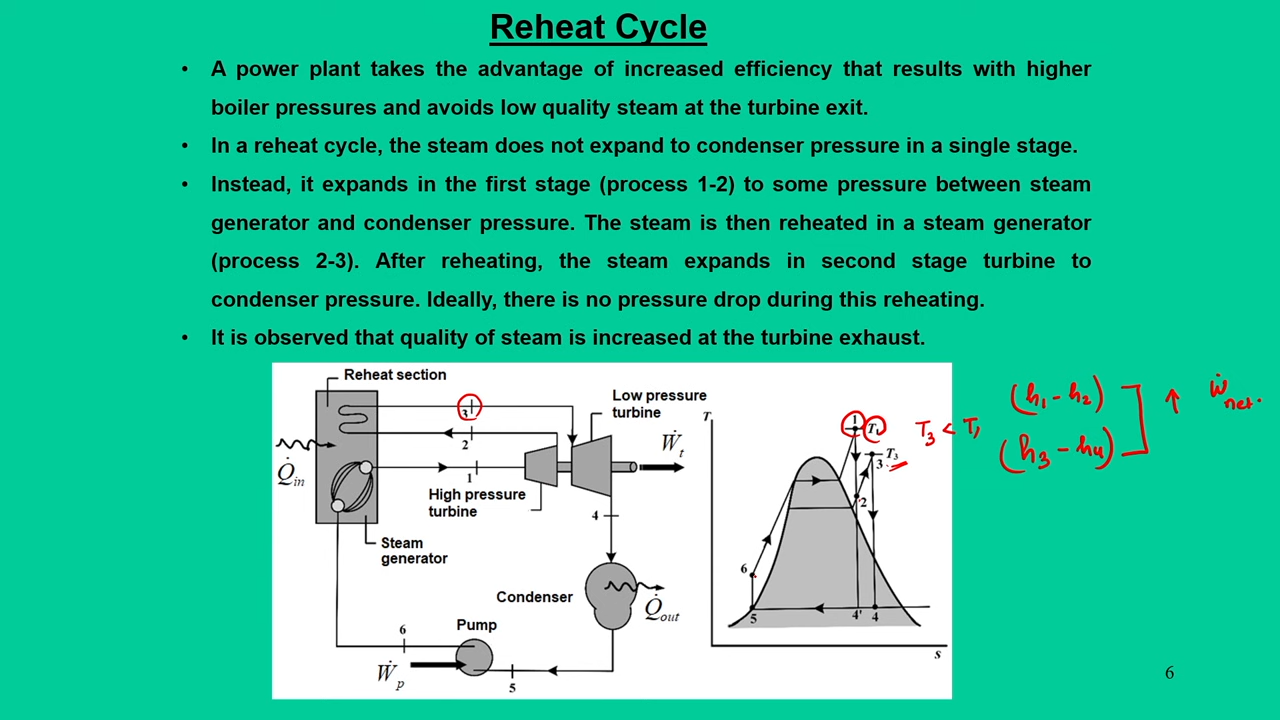 Reheat Cycle
• A power plant takes the advantage of increased efficiency that results with higher
boiler pressures and avoids low quality steam at the turbine exit.
• In a reheat cycle, the steam does not expand to condenser pressure in a single stage.
• Instead, it expands in the first stage (process 1-2) to some pressure between steam
generator and condenser pressure. The steam is then reheated in a steam generator
(process 2-3). After reheating, the steam expands in second stage turbine to
condenser pressure. Ideally, there is no pressure drop during this reheating.
• It is observed that quality of steam is increased at the turbine exhaust.
Reheat section
3
2
Q̇in
1
High pressure
turbine
Low pressure
turbine
Ẇt
4
Steam
generator
Condenser
Q̇out
Pump
6
Ẇp
5
T
1
T1
T3
3
2
6
5
4'
4
s
T3 < T1
(h1 - h2)
(h3 - h4)
↑
Ẇnet.
6